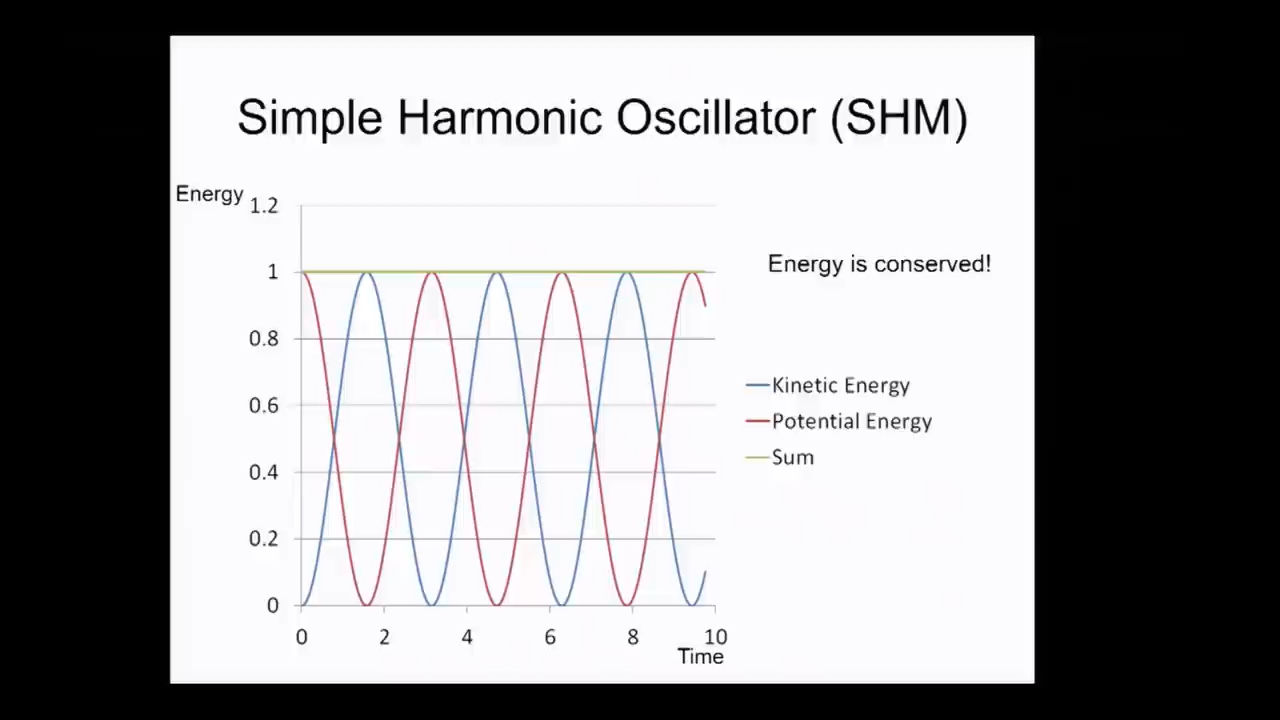 Simple Harmonic Oscillator (SHM)
Energy
1.2
1
0.8
0.6
0.4
0.2
0
0 2 4 6 8 10
Time
Energy is conserved!
Kinetic Energy
Potential Energy
Sum